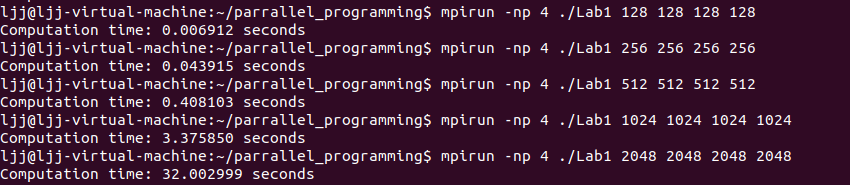 ljj@ljj-virtual-machine:~/parrallel_programming$ mpirun -np 4 ./Lab1 128 128 128 128
Computation time: 0.006912 seconds
ljj@ljj-virtual-machine:~/parrallel_programming$ mpirun -np 4 ./Lab1 256 256 256 256
Computation time: 0.043915 seconds
ljj@ljj-virtual-machine:~/parrallel_programming$ mpirun -np 4 ./Lab1 512 512 512 512
Computation time: 0.408103 seconds
ljj@ljj-virtual-machine:~/parrallel_programming$ mpirun -np 4 ./Lab1 1024 1024 1024 1024
Computation time: 3.375850 seconds
ljj@ljj-virtual-machine:~/parrallel_programming$ mpirun -np 4 ./Lab1 2048 2048 2048 2048
Computation time: 32.002999 seconds